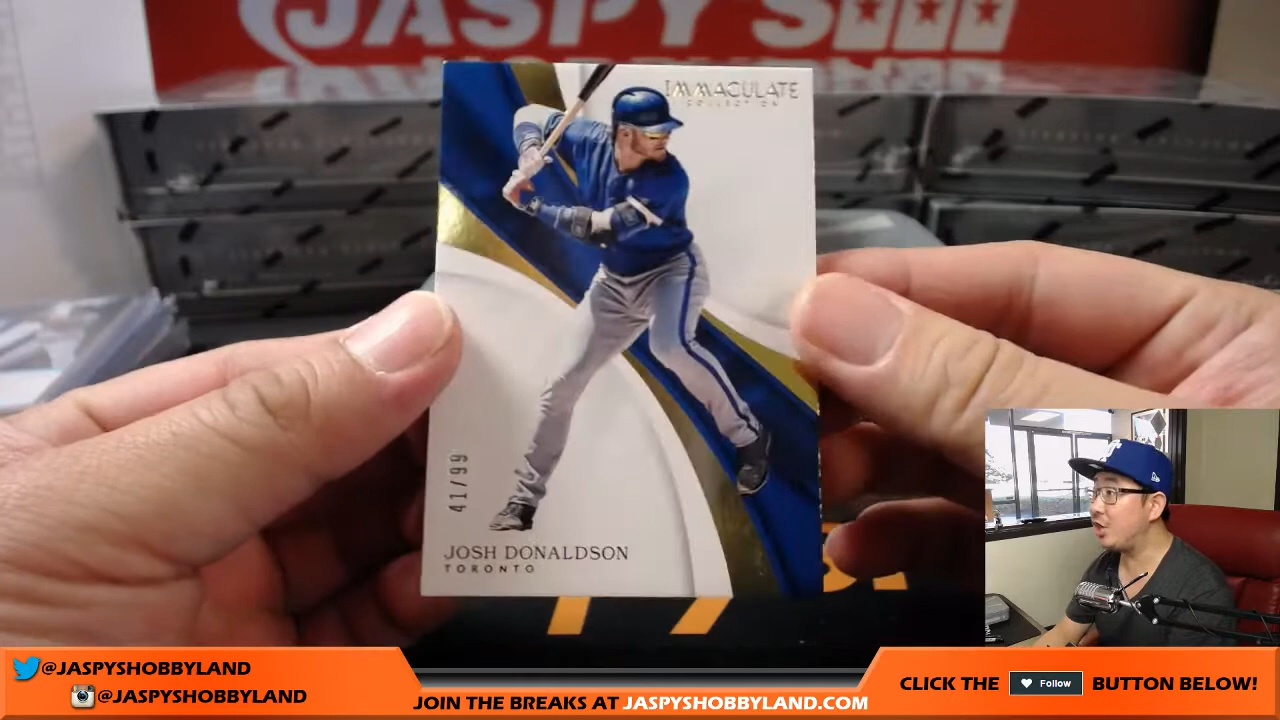 JASPY'S
IMMACULATE
COLLECTION
41/99
JOSH DONALDSON
TORONTO
@JASPYSHOBBYLAND
@JASPYSHOBBYLAND
JOIN THE BREAKS AT JASPYSHOBBYLAND.COM
CLICK THE Follow BUTTON BELOW!